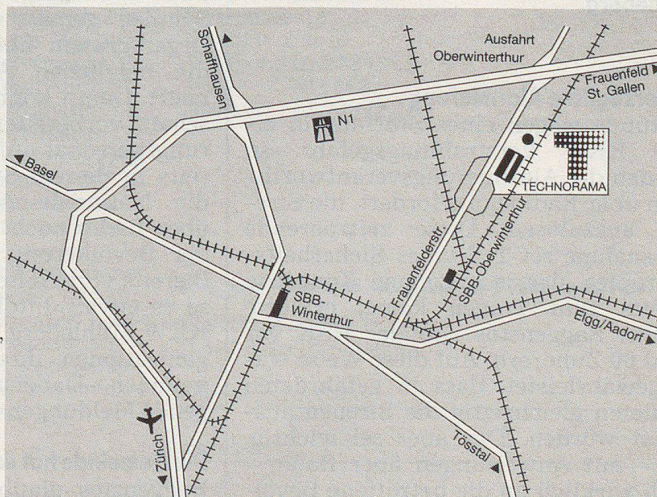 Schaffhausen
Ausfahrt
Oberwinterthur
Frauenfeld
St. Gallen
N1
Basel
TECHNORAMA
Frauenfelderstr.
SBB-Oberwinterthur
SBB-
Winterthur
Elgg/Aadorf
Zürich
Tösstal